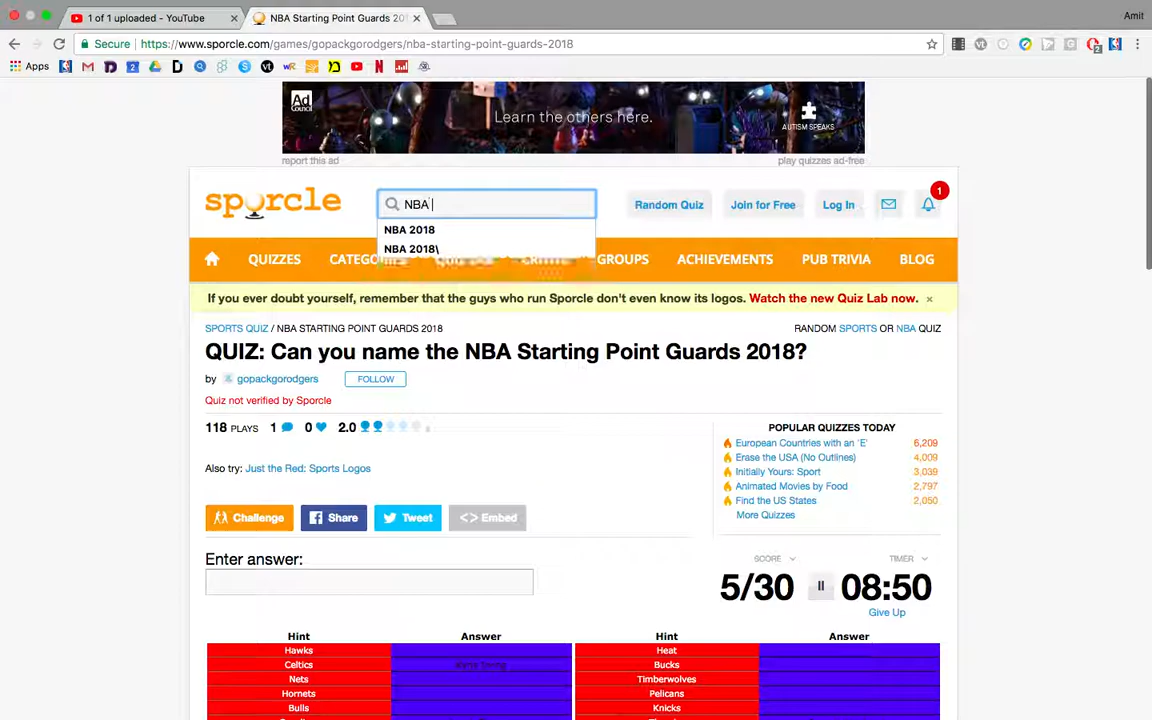 1 of 1 uploaded - YouTube
NBA Starting Point Guards 201
Amit
Secure
https://www.sporcle.com/games/gopackgorodgers/nba-starting-point-guards-2018
Apps
Ad Council
Learn the others here.
AUTISM SPEAKS
report this ad
play quizzes ad-free
sporcle
NBA
Random Quiz
Join for Free
Log In
1
NBA 2018
NBA 2018\
QUIZZES
GROUPS
ACHIEVEMENTS
PUB TRIVIA
BLOG
If you ever doubt yourself, remember that the guys who run Sporcle don't even know its logos. Watch the new Quiz Lab now. ×
SPORTS QUIZ / NBA STARTING POINT GUARDS 2018
RANDOM SPORTS OR NBA QUIZ
QUIZ: Can you name the NBA Starting Point Guards 2018?
by gopackgorodgers
FOLLOW
Quiz not verified by Sporcle
118 PLAYS 1 0 2.0
POPULAR QUIZZES TODAY
European Countries with an 'E' 6,209
Erase the USA (No Outlines) 4,009
Initially Yours: Sport 3,039
Animated Movies by Food 2,797
Find the US States 2,050
More Quizzes
Also try: Just the Red: Sports Logos
Challenge
Share
Tweet
<> Embed
Enter answer:
SCORE
TIMER
5/30
08:50
Give Up
Hint Answer Hint Answer
Hawks Heat
Celtics Bucks
Nets Timberwolves
Hornets Pelicans
Bulls Knicks